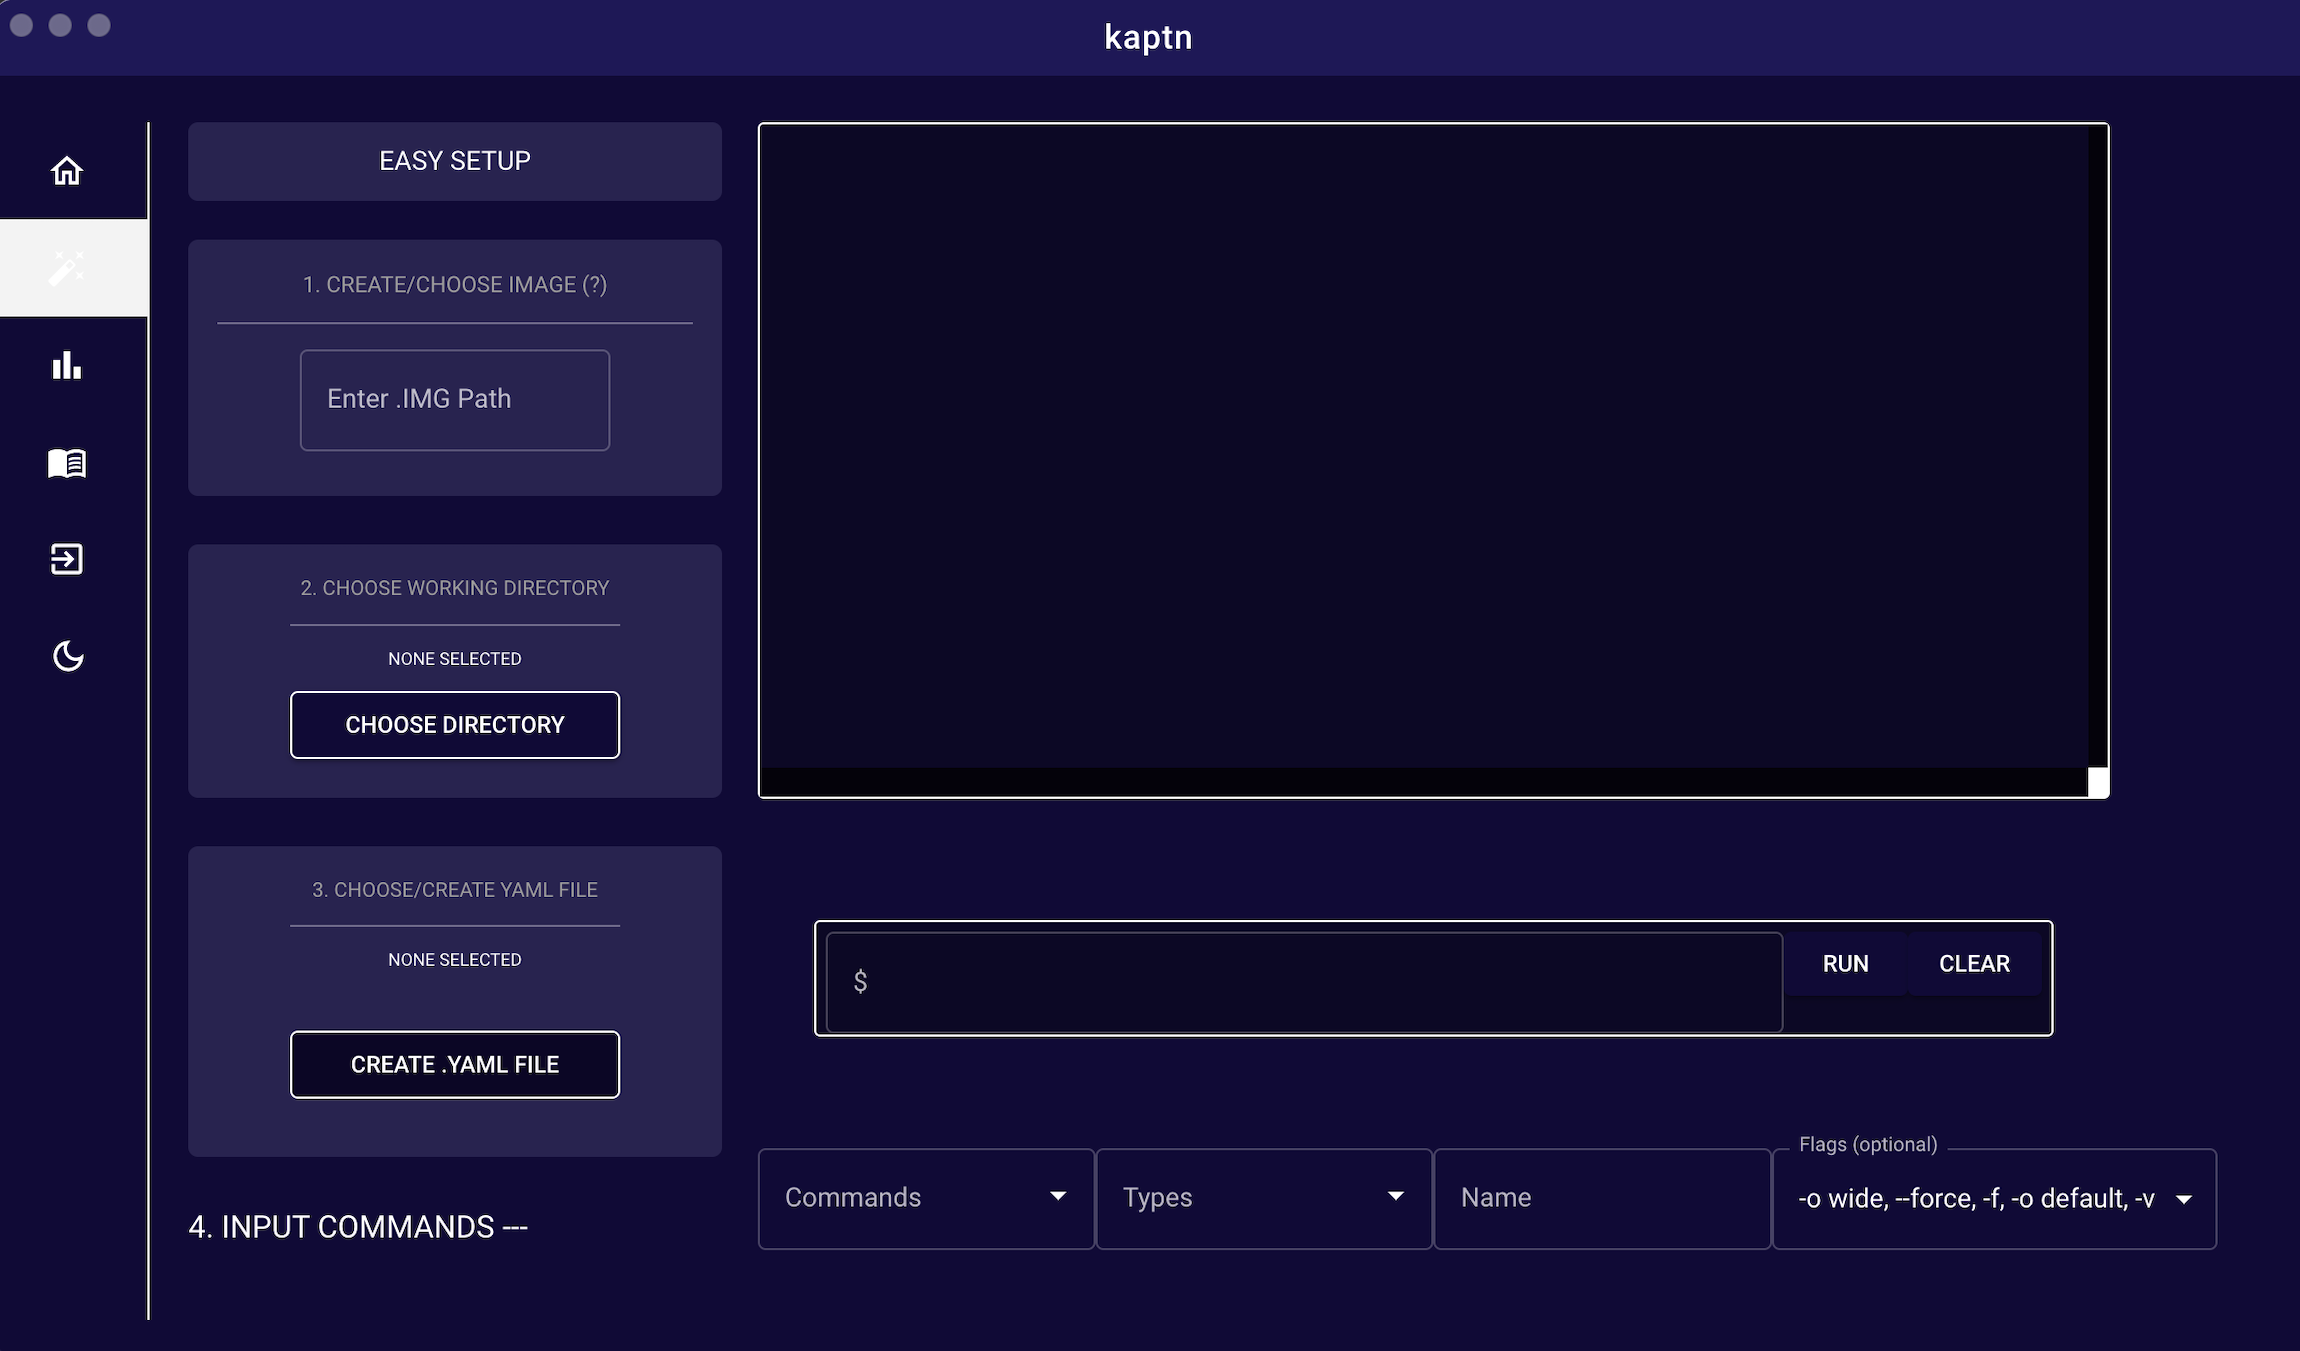 kaptn
EASY SETUP
1. CREATE/CHOOSE IMAGE (?)
Enter .IMG Path
2. CHOOSE WORKING DIRECTORY
NONE SELECTED
CHOOSE DIRECTORY
3. CHOOSE/CREATE YAML FILE
NONE SELECTED
CREATE .YAML FILE
4. INPUT COMMANDS ---
$
RUN
CLEAR
Commands
Types
Name
Flags (optional)
-o wide, --force, -f, -o default, -v